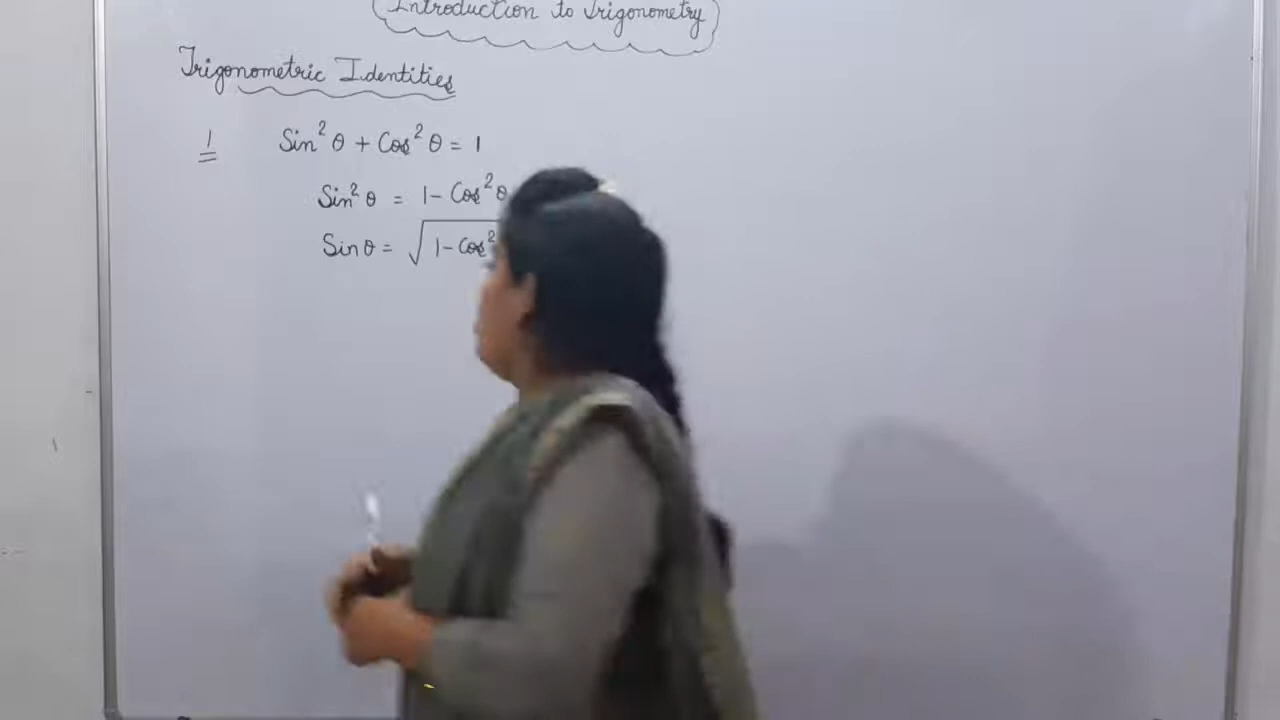 Introduction to Trigonometry
Trigonometric Identities
1 Sin²θ + Cos²θ = 1
Sin²θ = 1 - Cos²θ
Sinθ = √1 - Cos²